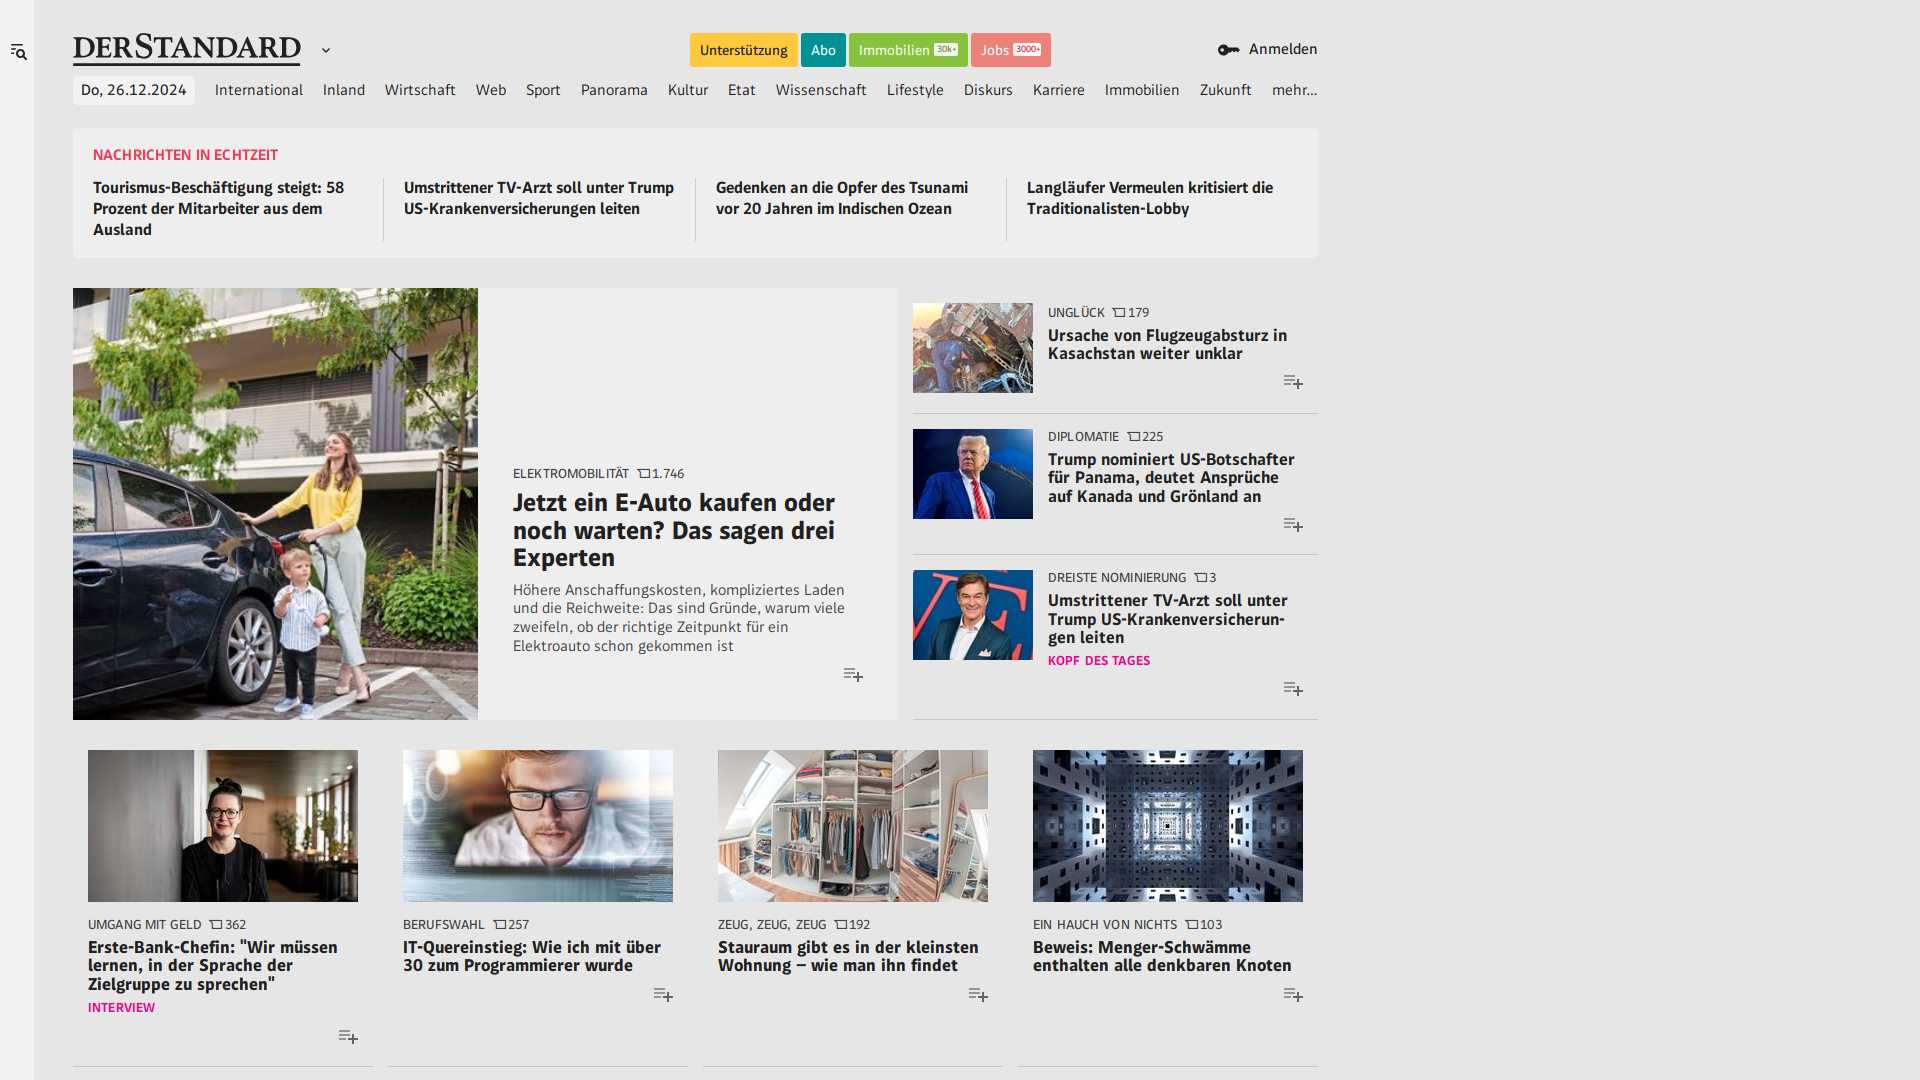 DERSTANDARD
Unterstützung
Abo
Immobilien 30k+
Jobs 3000+
Anmelden
Do, 26.12.2024
International
Inland
Wirtschaft
Web
Sport
Panorama
Kultur
Etat
Wissenschaft
Lifestyle
Diskurs
Karriere
Immobilien
Zukunft
mehr…
NACHRICHTEN IN ECHTZEIT
Tourismus-Beschäftigung steigt: 58
Prozent der Mitarbeiter aus dem
Ausland
Umstrittener TV-Arzt soll unter Trump
US-Krankenversicherungen leiten
Gedenken an die Opfer des Tsunami
vor 20 Jahren im Indischen Ozean
Langläufer Vermeulen kritisiert die
Traditionalisten-Lobby
ELEKTROMOBILITÄT 1.746
Jetzt ein E-Auto kaufen oder
noch warten? Das sagen drei
Experten
Höhere Anschaffungskosten, kompliziertes Laden
und die Reichweite: Das sind Gründe, warum viele
zweifeln, ob der richtige Zeitpunkt für ein
Elektroauto schon gekommen ist
UNGLÜCK 179
Ursache von Flugzeugabsturz in
Kasachstan weiter unklar
DIPLOMATIE 225
Trump nominiert US-Botschafter
für Panama, deutet Ansprüche
auf Kanada und Grönland an
DREISTE NOMINIERUNG 3
Umstrittener TV-Arzt soll unter
Trump US-Krankenversicherun-
gen leiten
KOPF DES TAGES
UMGANG MIT GELD 362
Erste-Bank-Chefin: "Wir müssen
lernen, in der Sprache der
Zielgruppe zu sprechen"
INTERVIEW
BERUFSWAHL 257
IT-Quereinstieg: Wie ich mit über
30 zum Programmierer wurde
ZEUG, ZEUG, ZEUG 192
Stauraum gibt es in der kleinsten
Wohnung – wie man ihn findet
EIN HAUCH VON NICHTS 103
Beweis: Menger-Schwämme
enthalten alle denkbaren Knoten